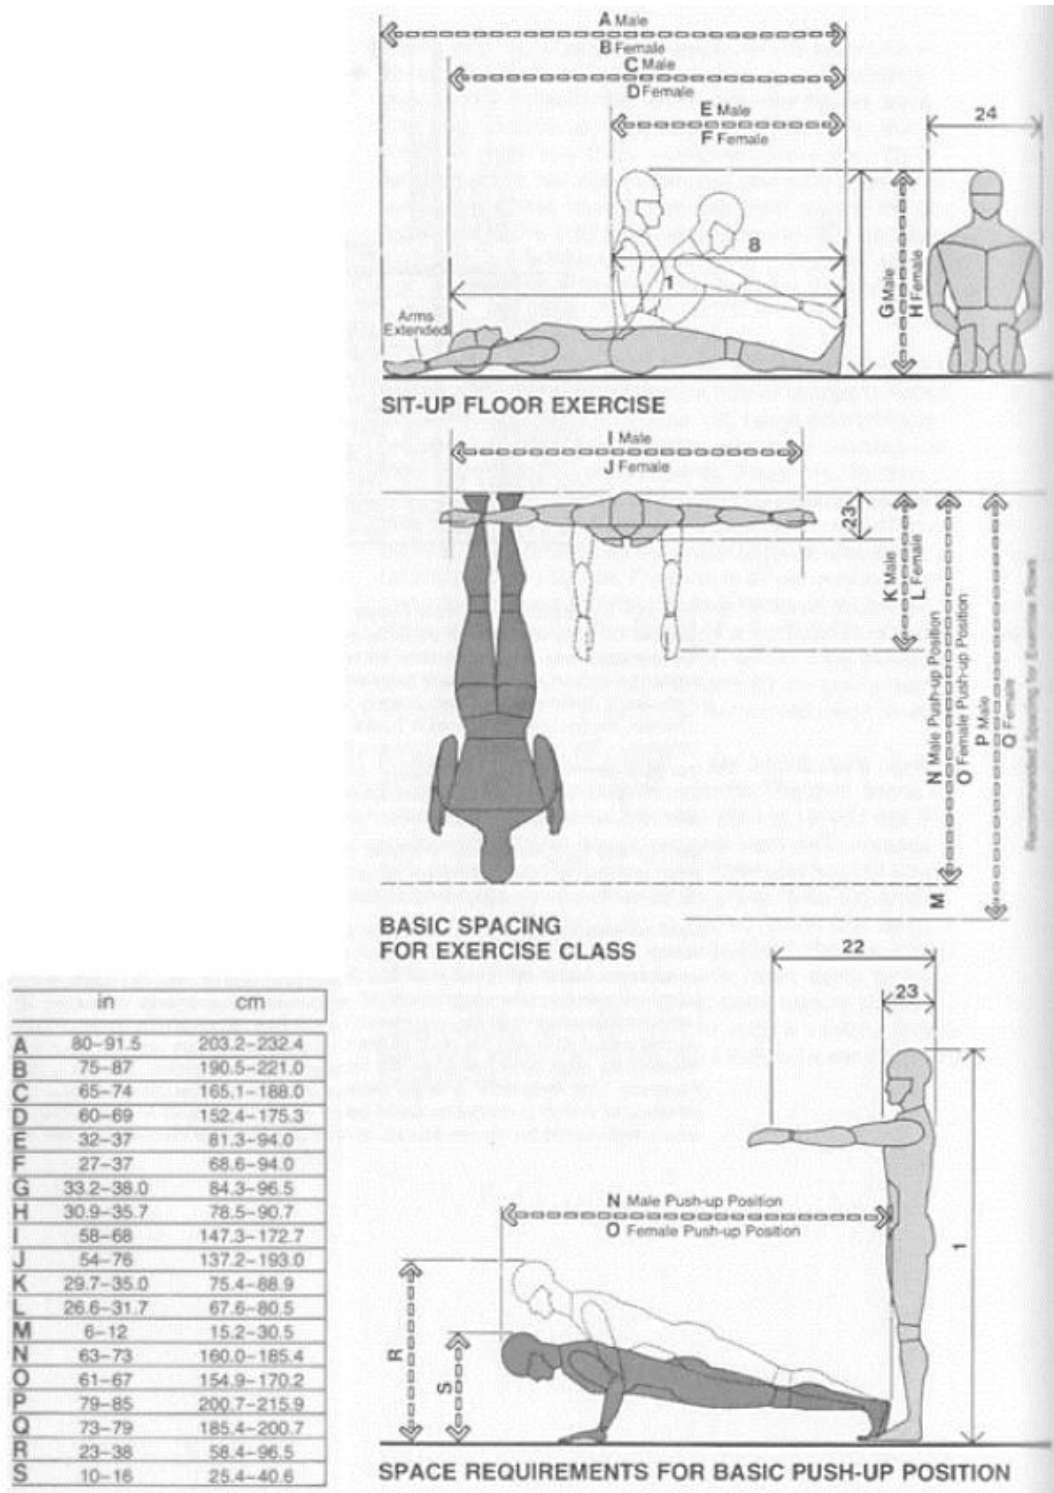 A Male
B Female
C Male
D Female
E Male
F Female
24
8
1
G Male
H Female
Arms
Extended
SIT-UP FLOOR EXERCISE
I Male
J Female
23
K Male
L Female
N Male Push-up Position
O Female Push-up Position
P Male
Q Female
Recommended Spacing for Exercise Rows
M
BASIC SPACING
FOR EXERCISE CLASS
22
23
N Male Push-up Position
O Female Push-up Position
1
R
S
SPACE REQUIREMENTS FOR BASIC PUSH-UP POSITION
in cm
A 80–91.5 203.2–232.4
B 75–87 190.5–221.0
C 65–74 165.1–188.0
D 60–69 152.4–175.3
E 32–37 81.3–94.0
F 27–37 68.6–94.0
G 33.2–38.0 84.3–96.5
H 30.9–35.7 78.5–90.7
I 58–68 147.3–172.7
J 54–76 137.2–193.0
K 29.7–35.0 75.4–88.9
L 26.6–31.7 67.6–80.5
M 6–12 15.2–30.5
N 63–73 160.0–185.4
O 61–67 154.9–170.2
P 79–85 200.7–215.9
Q 73–79 185.4–200.7
R 23–38 58.4–96.5
S 10–16 25.4–40.6